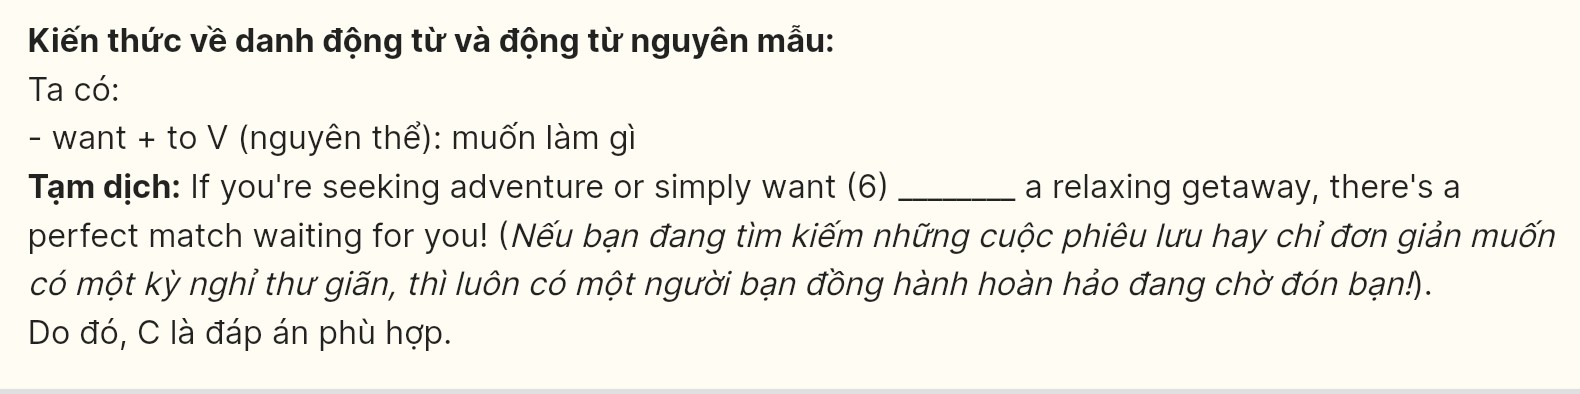 Kiến thức về danh động từ và động từ nguyên mẫu:
Ta có:
- want + to V (nguyên thể): muốn làm gì
Tạm dịch: If you're seeking adventure or simply want (6) ________ a relaxing getaway, there's a
perfect match waiting for you! (Nếu bạn đang tìm kiếm những cuộc phiêu lưu hay chỉ đơn giản muốn
có một kỳ nghỉ thư giãn, thì luôn có một người bạn đồng hành hoàn hảo đang chờ đón bạn!).
Do đó, C là đáp án phù hợp.